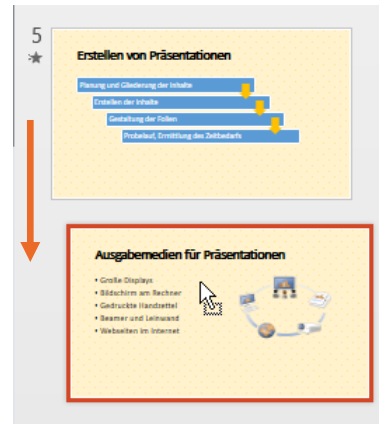 5
Erstellen von Präsentationen
Planung und Gliederung der Inhalte
Erstellen der Inhalte
Gestaltung der Folien
Probelauf, Ermittlung des Zeitbedarfs
Ausgabemedien für Präsentationen
• Große Displays
• Bildschirm am Rechner
• Gedruckte Handzettel
• Beamer und Leinwand
• Webseiten im Internet